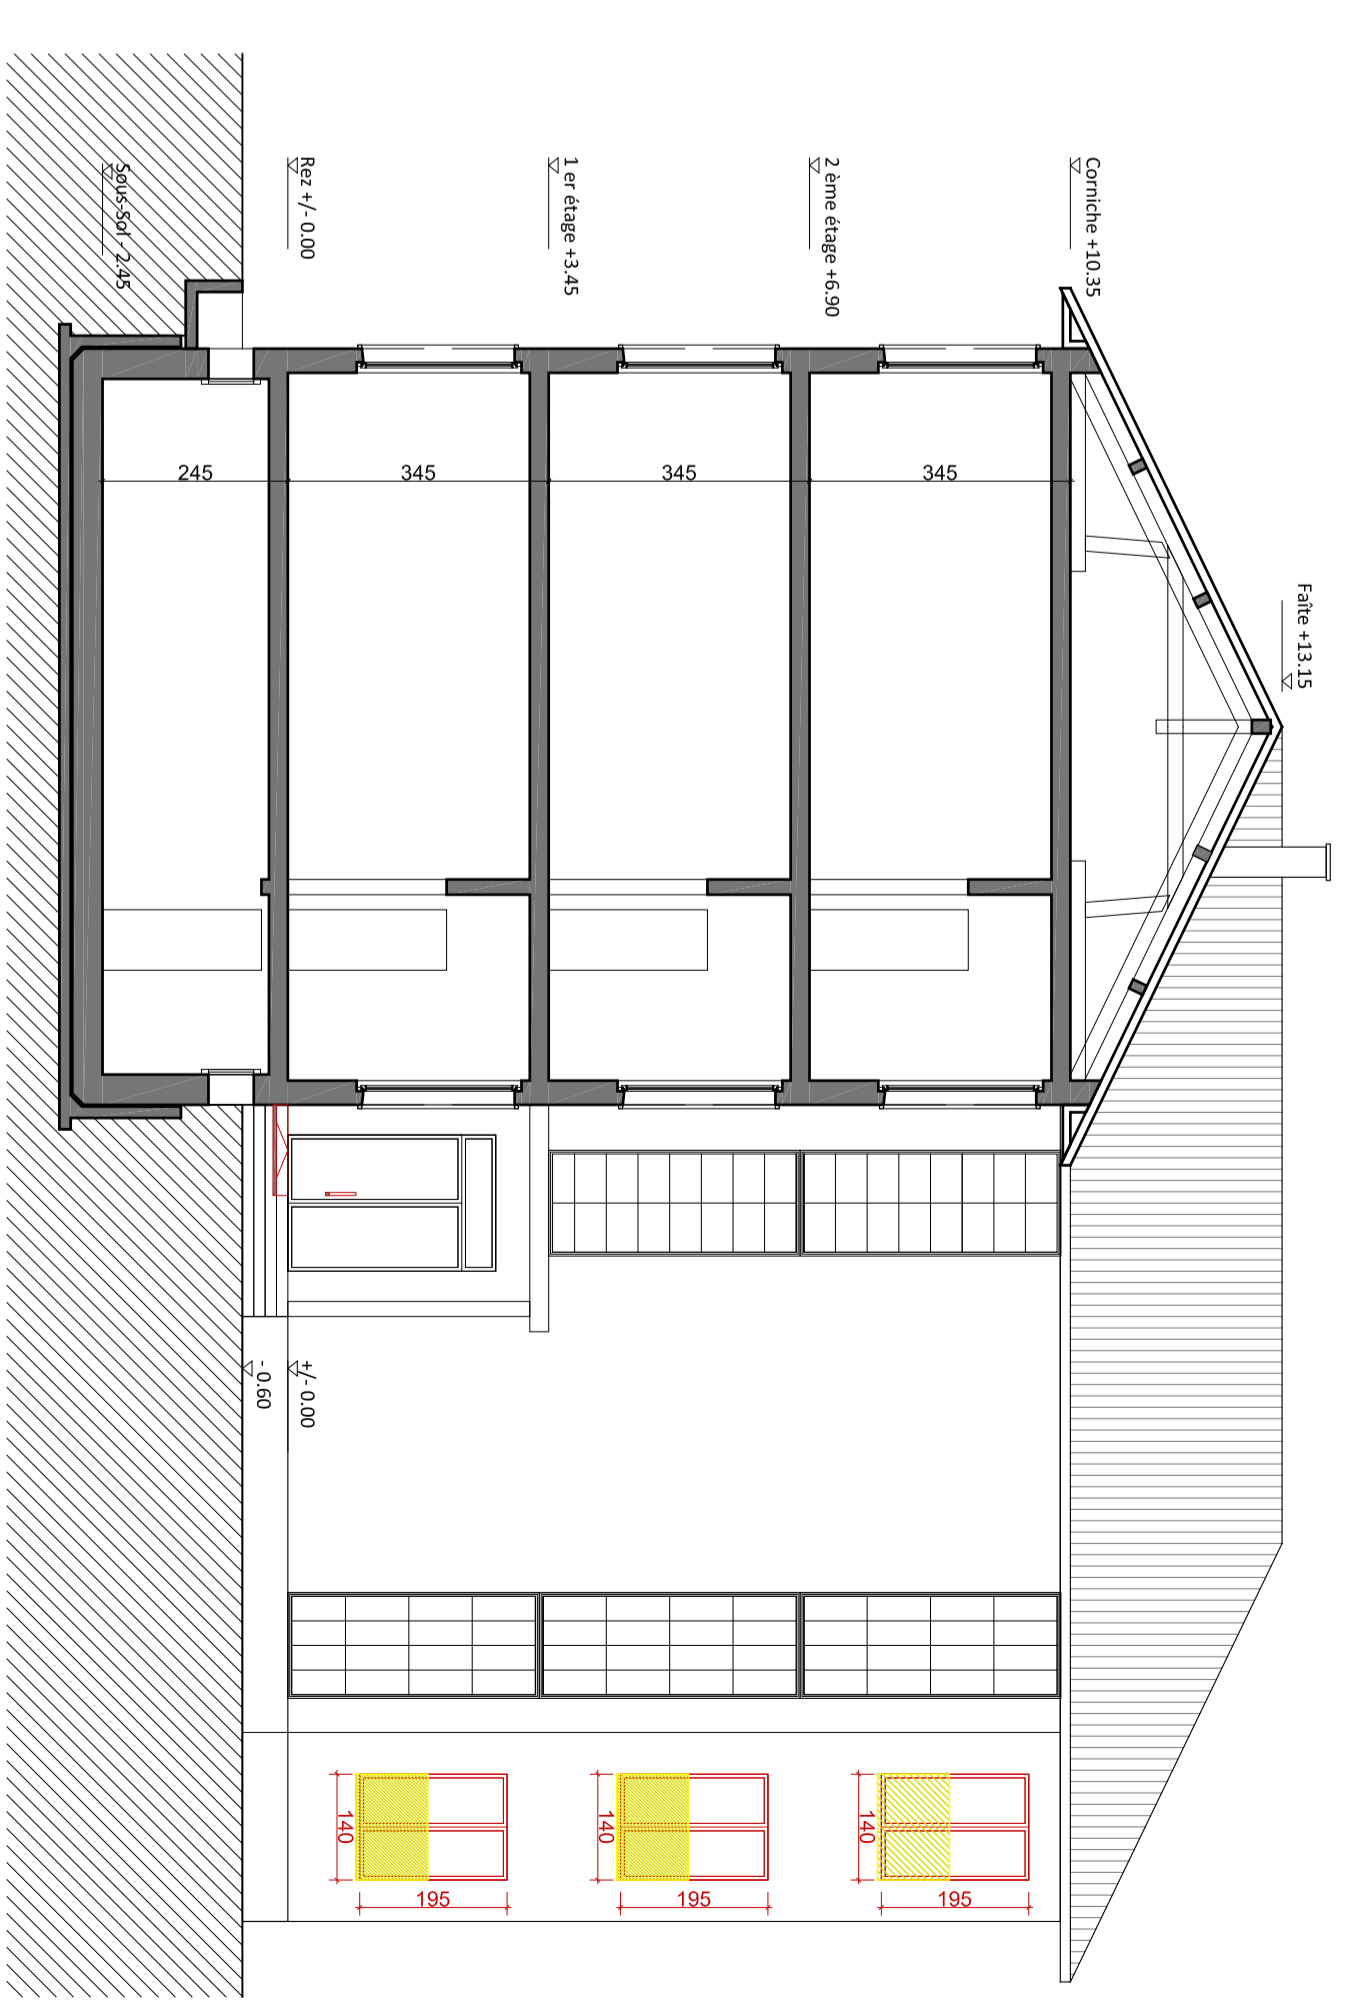 Faîte +13.15
Corniche +10.35
2 ème étage +6.90
1 er étage +3.45
Rez +/- 0.00
Sous-Sol - 2.45
345
345
345
245
+/- 0.00
- 0.60
140
195
140
195
140
195